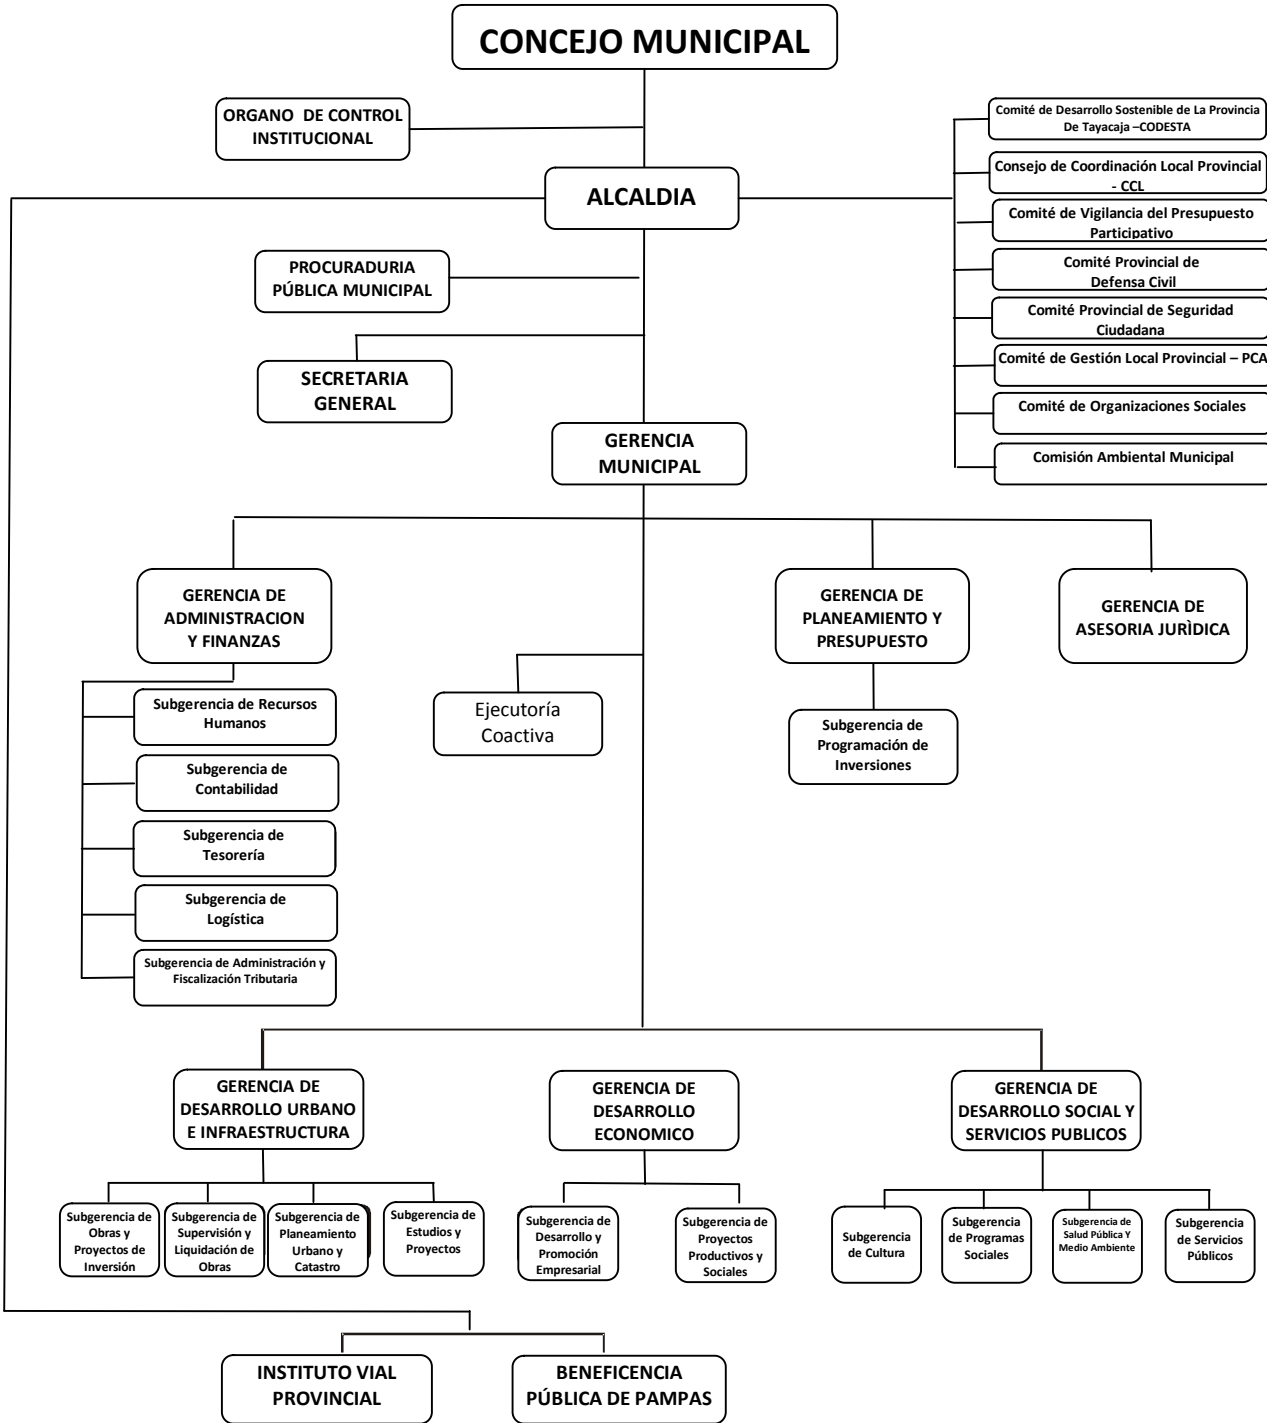 CONCEJO MUNICIPAL
ORGANO DE CONTROL
INSTITUCIONAL
Comité de Desarrollo Sostenible de La Provincia
De Tayacaja –CODESTA
Consejo de Coordinación Local Provincial
- CCL
ALCALDIA
Comité de Vigilancia del Presupuesto
Participativo
PROCURADURIA
PÚBLICA MUNICIPAL
Comité Provincial de
Defensa Civil
Comité Provincial de Seguridad
Ciudadana
Comité de Gestión Local Provincial – PCA
SECRETARIA
GENERAL
Comité de Organizaciones Sociales
GERENCIA
MUNICIPAL
Comisión Ambiental Municipal
GERENCIA DE
ADMINISTRACION
Y FINANZAS
GERENCIA DE
PLANEAMIENTO Y
PRESUPUESTO
GERENCIA DE
ASESORIA JURÌDICA
Subgerencia de Recursos
Humanos
Ejecutoría
Coactiva
Subgerencia de
Programación de
Inversiones
Subgerencia de
Contabilidad
Subgerencia de
Tesorería
Subgerencia de
Logística
Subgerencia de Administración y
Fiscalización Tributaria
GERENCIA DE
DESARROLLO URBANO
E INFRAESTRUCTURA
GERENCIA DE
DESARROLLO
ECONOMICO
GERENCIA DE
DESARROLLO SOCIAL Y
SERVICIOS PUBLICOS
Subgerencia de
Obras y
Proyectos de
Inversión
Subgerencia de
Supervisión y
Liquidación de
Obras
Subgerencia de
Planeamiento
Urbano y
Catastro
Subgerencia de
Estudios y
Proyectos
Subgerencia de
Desarrollo y
Promoción
Empresarial
Subgerencia de
Proyectos
Productivos y
Sociales
Subgerencia
de Cultura
Subgerencia
de Programas
Sociales
Subgerencia de
Salud Pública Y
Medio Ambiente
Subgerencia
de Servicios
Públicos
INSTITUTO VIAL
PROVINCIAL
BENEFICENCIA
PÚBLICA DE PAMPAS